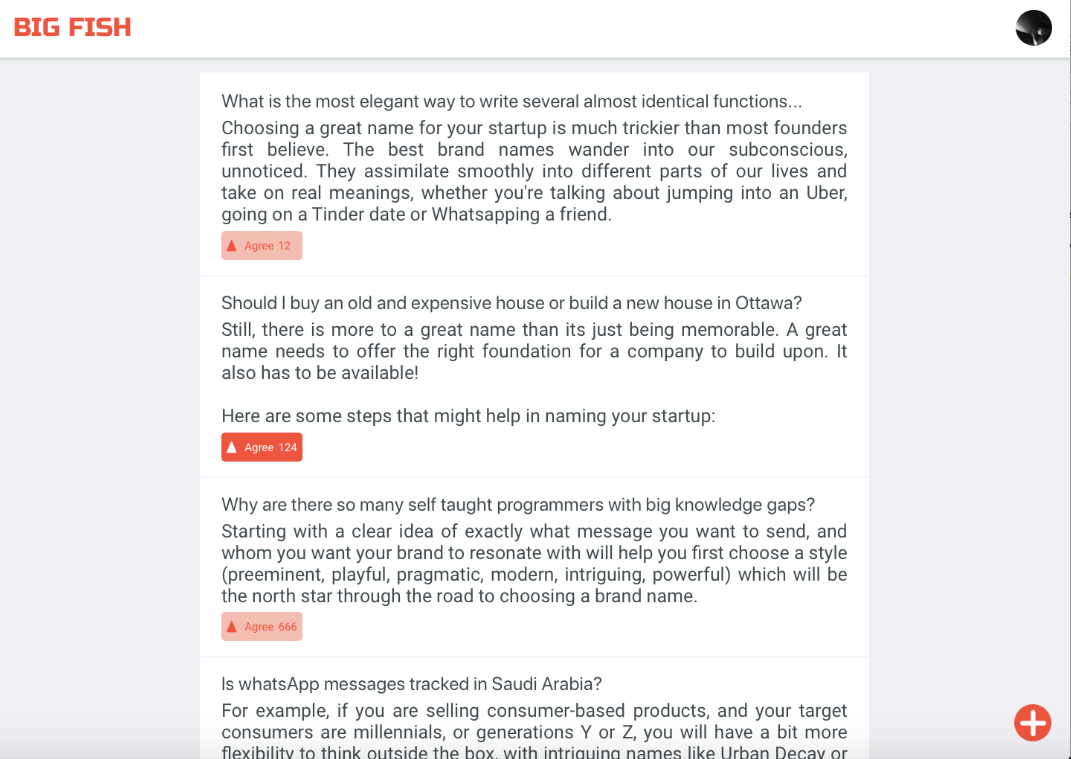 BIG FISH
What is the most elegant way to write several almost identical functions...
Choosing a great name for your startup is much trickier than most founders
first believe. The best brand names wander into our subconscious,
unnoticed. They assimilate smoothly into different parts of our lives and
take on real meanings, whether you're talking about jumping into an Uber,
going on a Tinder date or Whatsapping a friend.
Agree 12
Should I buy an old and expensive house or build a new house in Ottawa?
Still, there is more to a great name than its just being memorable. A great
name needs to offer the right foundation for a company to build upon. It
also has to be available!
Here are some steps that might help in naming your startup:
Agree 124
Why are there so many self taught programmers with big knowledge gaps?
Starting with a clear idea of exactly what message you want to send, and
whom you want your brand to resonate with will help you first choose a style
(preeminent, playful, pragmatic, modern, intriguing, powerful) which will be
the north star through the road to choosing a brand name.
Agree 666
Is whatsApp messages tracked in Saudi Arabia?
For example, if you are selling consumer-based products, and your target
consumers are millennials, or generations Y or Z, you will have a bit more
flexibility to think outside the box, with intriguing names like Urban Decay or